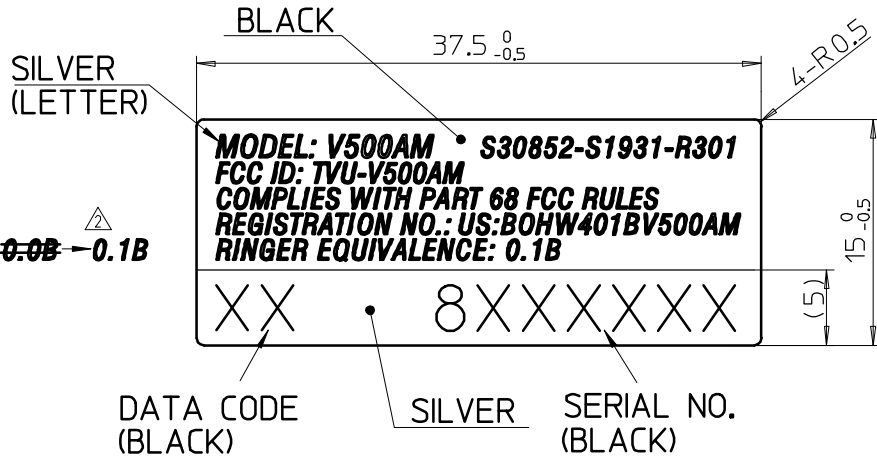 BLACK
37.5 0 -0.5
4-R0.5
SILVER
(LETTER)
MODEL: V500AM S30852-S1931-R301
FCC ID: TVU-V500AM
COMPLIES WITH PART 68 FCC RULES
REGISTRATION NO.: US:BOHW401BV500AM
RINGER EQUIVALENCE: 0.1B
2
0.0B 0.1B
15 0 -0.5
(5)
XX 8XXXXXX
DATA CODE
(BLACK)
SILVER
SERIAL NO.
(BLACK)